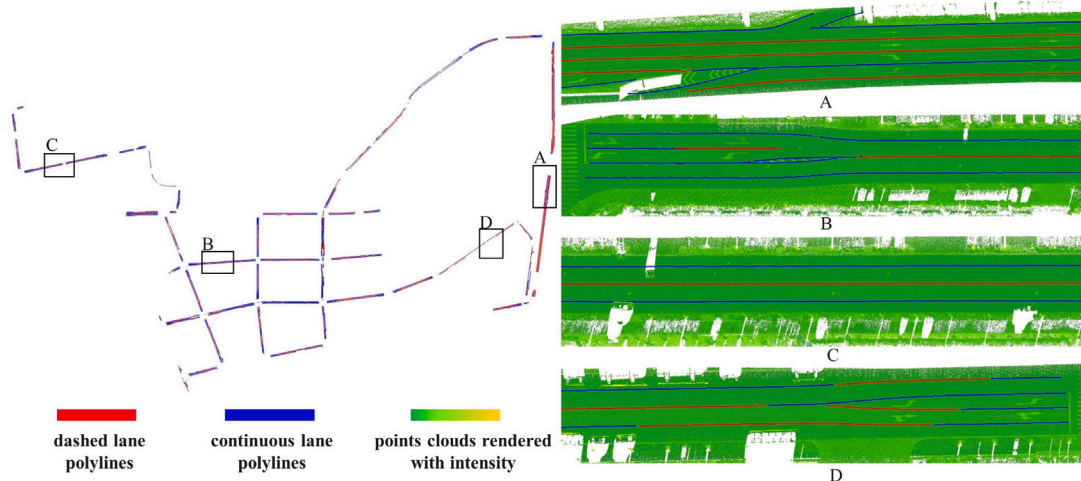 C
B
D
A
A
B
C
D
dashed lane
polylines
continuous lane
polylines
points clouds rendered
with intensity